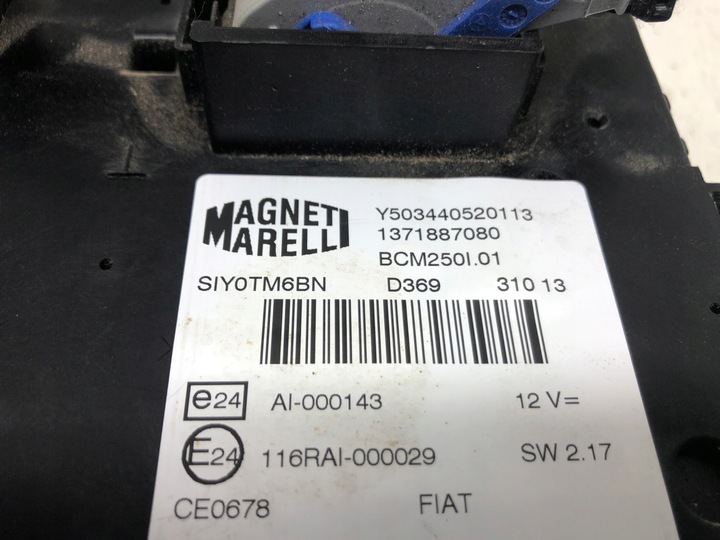 MAGNETI
MARELLI
Y503440520113
1371887080
BCM250I.01
SIY0TM6BN D369 310 13
e24 AI-000143 12 V=
E24 116RAI-000029 SW 2.17
CE0678 FIAT